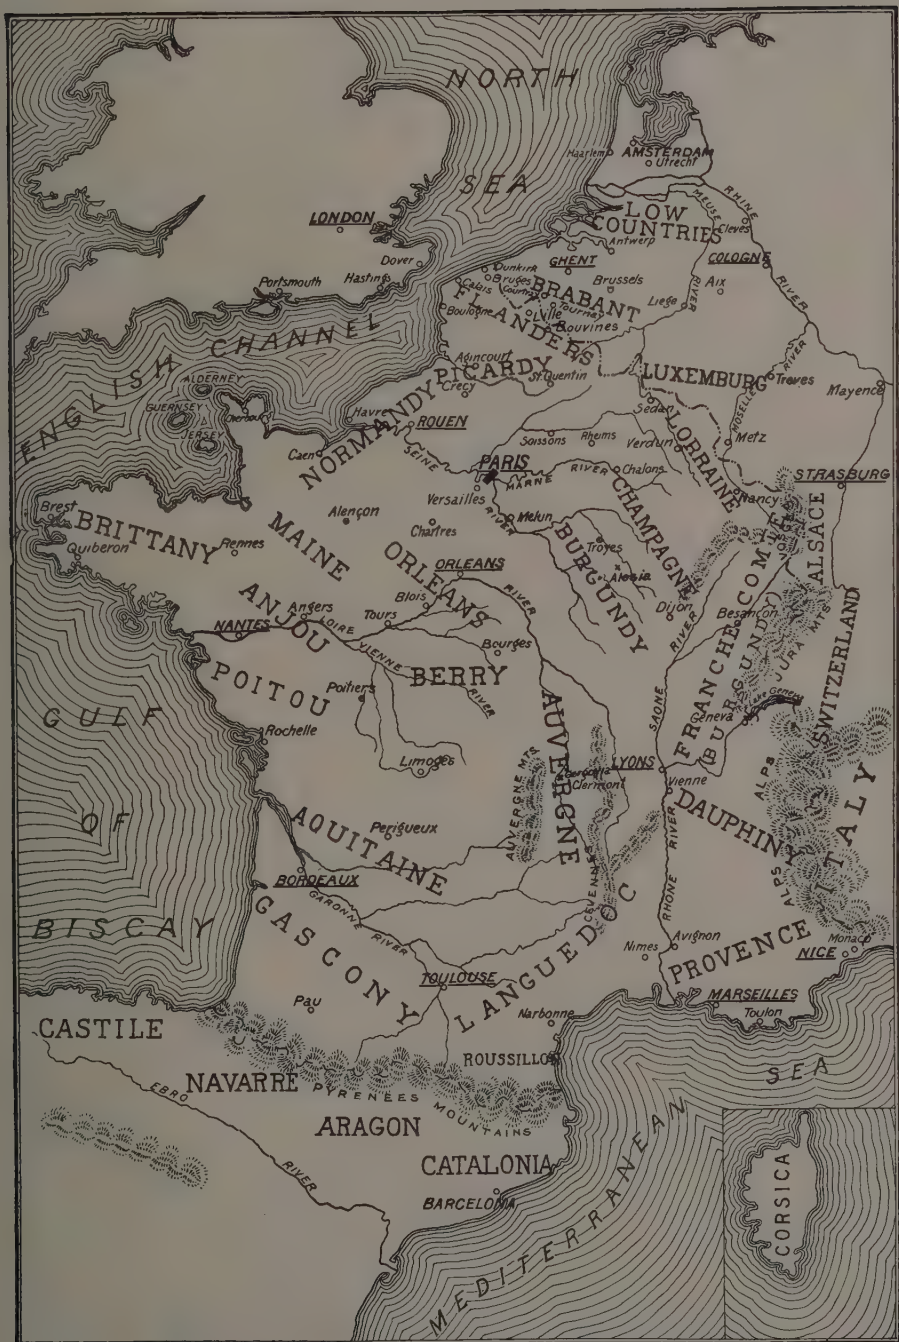 NORTH
SEA
Haarlem
AMSTERDAM
Utrecht
RHINE
MEUSE
LOW
COUNTRIES
Cleves
LONDON
Antwerp
Dover
GHENT
COLOGNE
Dunkirk
Bruges
Brussels
Aix
RIVER
Portsmouth
Hastings
Calais
Courtray
BRABANT
Tournay
Liege
RIVER
FLANDERS
Boulogne
Lille
Bouvines
ENGLISH CHANNEL
Agincourt
PICARDY
Crecy
St.Quentin
LUXEMBURG
Treves
RIVER
MOSELLE
Mayence
ALDERNEY
GUERNSEY
JERSEY
Cherbourg
Havre
NORMANDY
ROUEN
Sedan
LORRAINE
Soissons
Rheims
Verdun
Metz
Caen
SEINE
RIVER
PARIS
MARNE
RIVER
Chalons
STRASBURG
Versailles
Nancy
Brest
BRITTANY
Alençon
Chartres
Melun
CHAMPAGNE
ALSACE
Quiberon
Rennes
MAINE
ORLEANS
ORLEANS
BURGUNDY
Troyes
Alesia
Blois
RIVER
Dijon
FRANCHE COMTE
(BURGUNDY)
Besançon
JURA MTS
SWITZERLAND
ANJOU
Angers
Tours
NANTES
LOIRE
VIENNE
RIVER
Bourges
BERRY
RIVER
SAONE
POITOU
Poitiers
Lake Geneva
Geneva
GULF
OF
BISCAY
Rochelle
AUVERGNE
LYONS
Limoges
Gergovia
Clermont
Vienne
ALPS
AUVERGNE MTS
DAUPHINY
ITALY
AQUITAINE
Perigueux
BORDEAUX
GARONNE
RIVER
CEVENNES
RIVER
RHONE
ALPS
GASCONY
LANGUEDOC
Nimes
Avignon
PROVENCE
Monaco
NICE
TOULOUSE
Pau
MARSEILLES
Toulon
Narbonne
CASTILE
ROUSSILLON
NAVARRE
PYRENEES
MOUNTAINS
EBRO
RIVER
ARAGON
CATALONIA
BARCELONA
MEDITERRANEAN
SEA
CORSICA